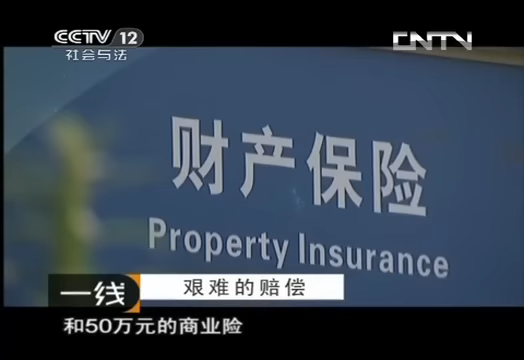 CCTV 12
社会与法
CNTV
财产保险
Property Insurance
一线
艰难的赔偿
和50万元的商业险